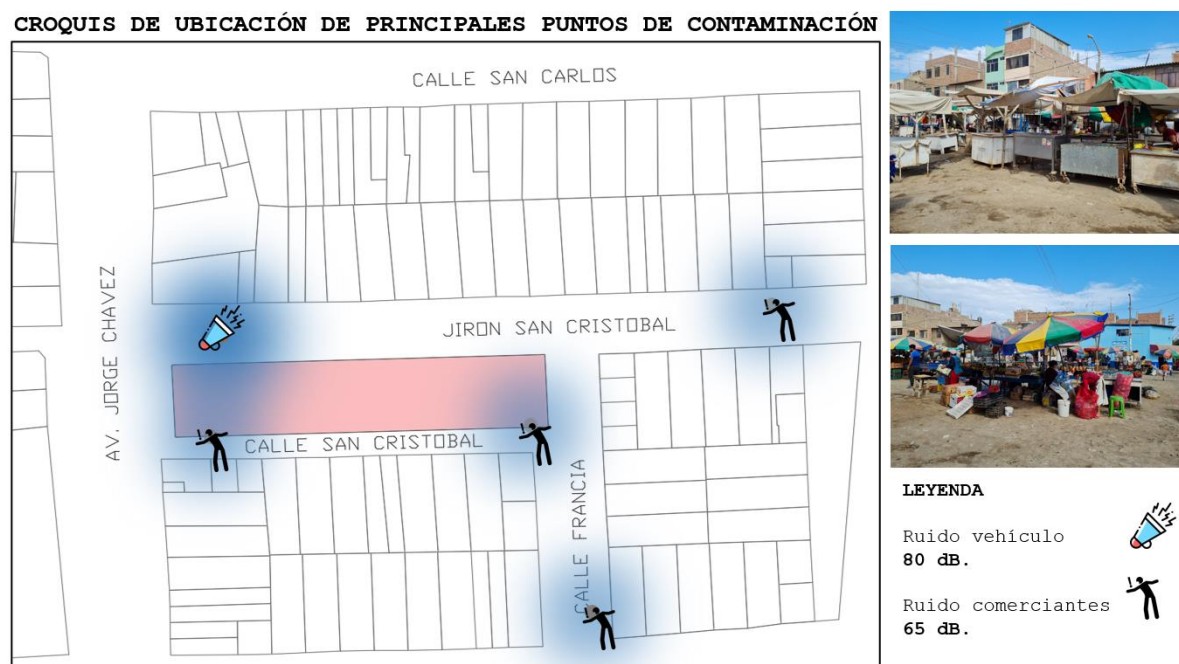 CROQUIS DE UBICACIÓN DE PRINCIPALES PUNTOS DE CONTAMINACIÓN
CALLE SAN CARLOS
AV. JORGE CHAVEZ
JIRON SAN CRISTOBAL
CALLE SAN CRISTOBAL
CALLE FRANCIA
LEYENDA
Ruido vehículo
80 dB.
Ruido comerciantes
65 dB.